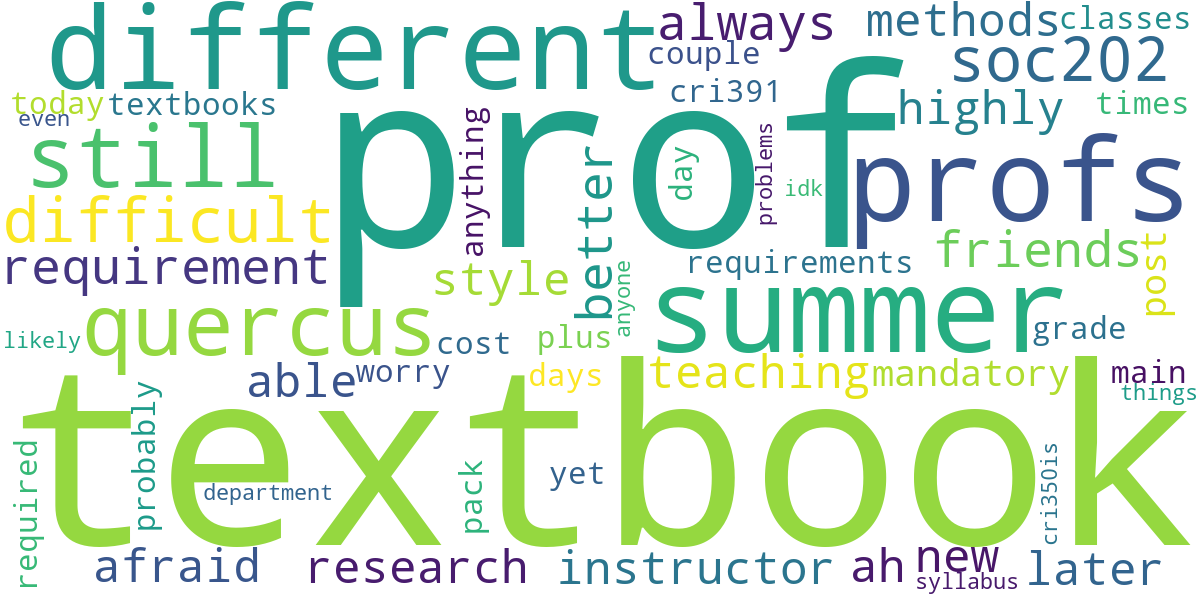 different
always
methods
classes
couple
soc202
today
textbooks
even
cri391
highly
times
prof
still
anything
better
day
problems
idk
profs
difficult
requirement
style
anyone
requirements
friends
post
quercus
likely
cost
plus
summer
grade
able
worry
days
teaching
mandatory
main
things
textbook
probably
required
department
pack
yet
cri350is
afraid
research
instructor
ah
new
syllabus
later